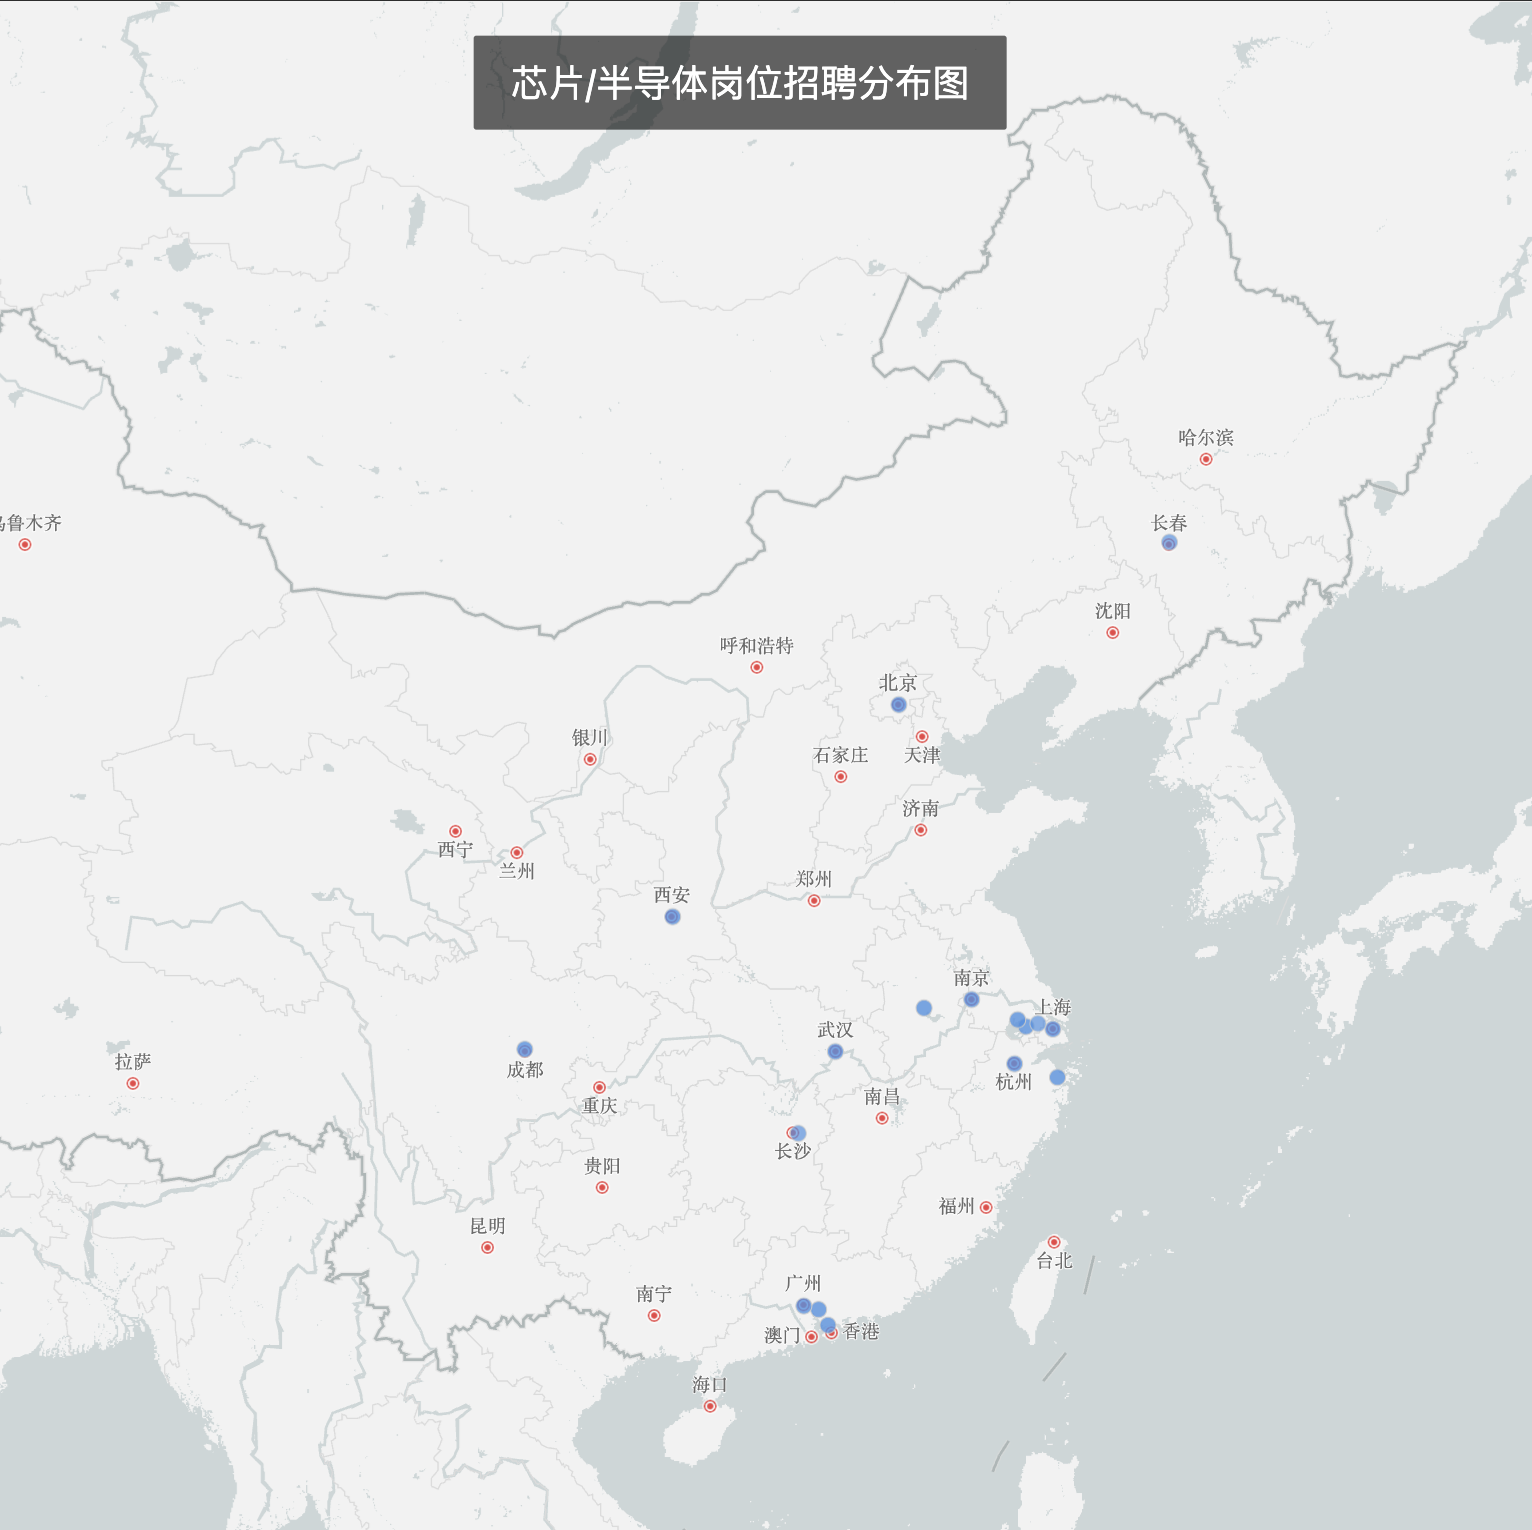 芯片/半导体岗位招聘分布图
哈尔滨
乌鲁木齐
长春
沈阳
呼和浩特
北京
银川
石家庄
天津
济南
西宁
兰州
郑州
西安
南京
上海
武汉
拉萨
成都
杭州
重庆
南昌
长沙
贵阳
福州
昆明
台北
广州
南宁
澳门
香港
海口